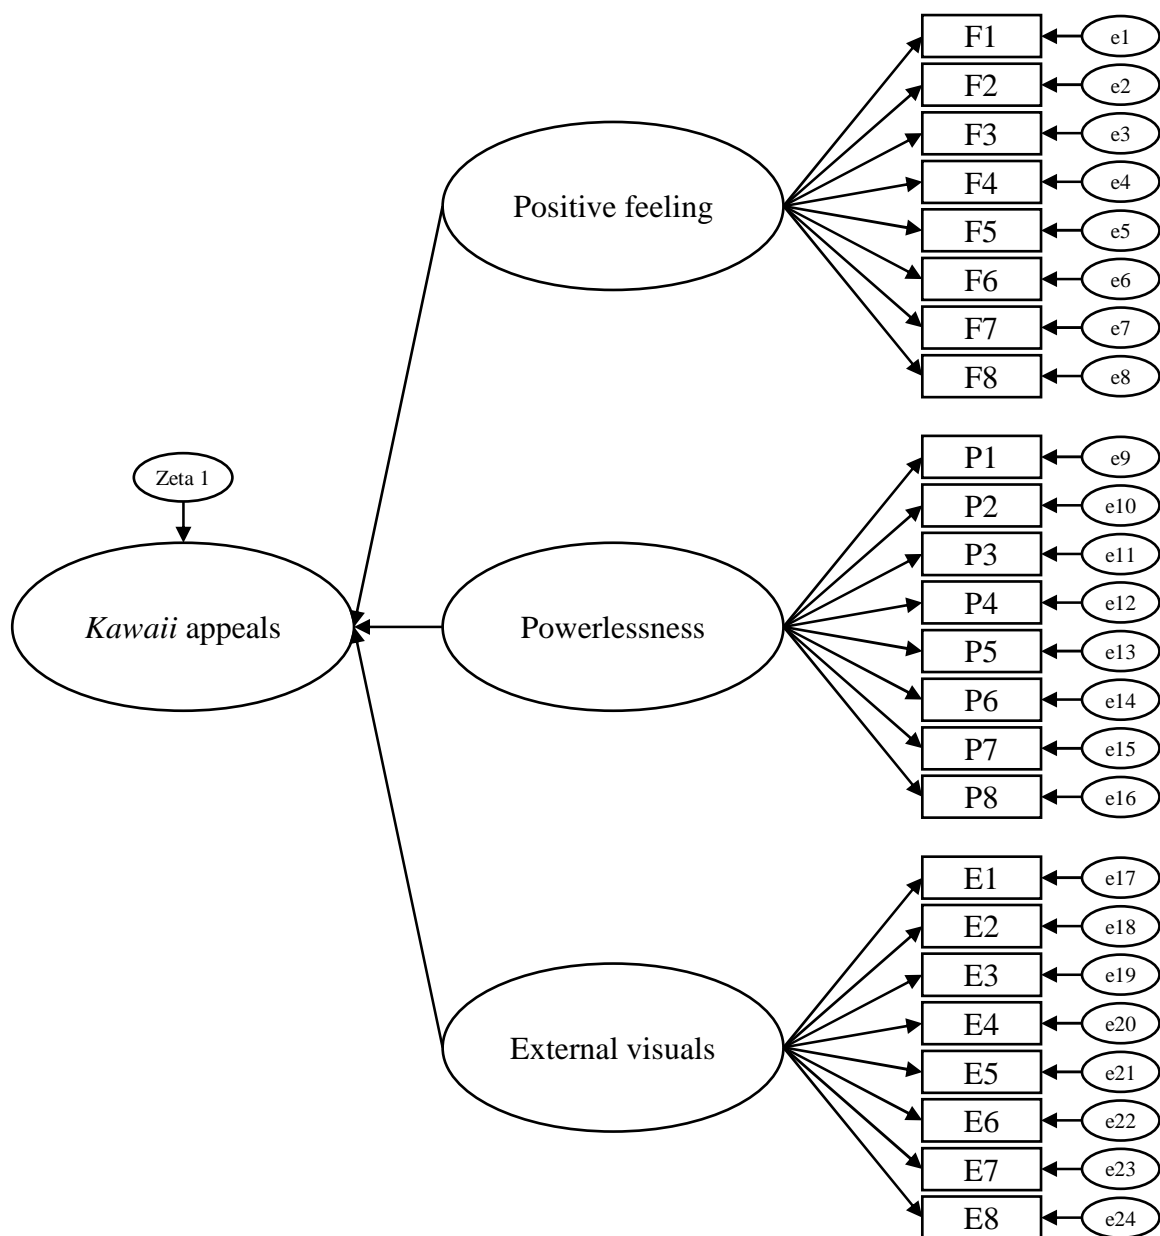 F1
e1
F2
e2
F3
e3
F4
e4
F5
e5
F6
e6
F7
e7
F8
e8
Positive feeling
P1
e9
P2
e10
P3
e11
P4
e12
P5
e13
P6
e14
P7
e15
P8
e16
Zeta 1
Kawaii appeals
Powerlessness
E1
e17
E2
e18
E3
e19
E4
e20
E5
e21
E6
e22
E7
e23
E8
e24
External visuals